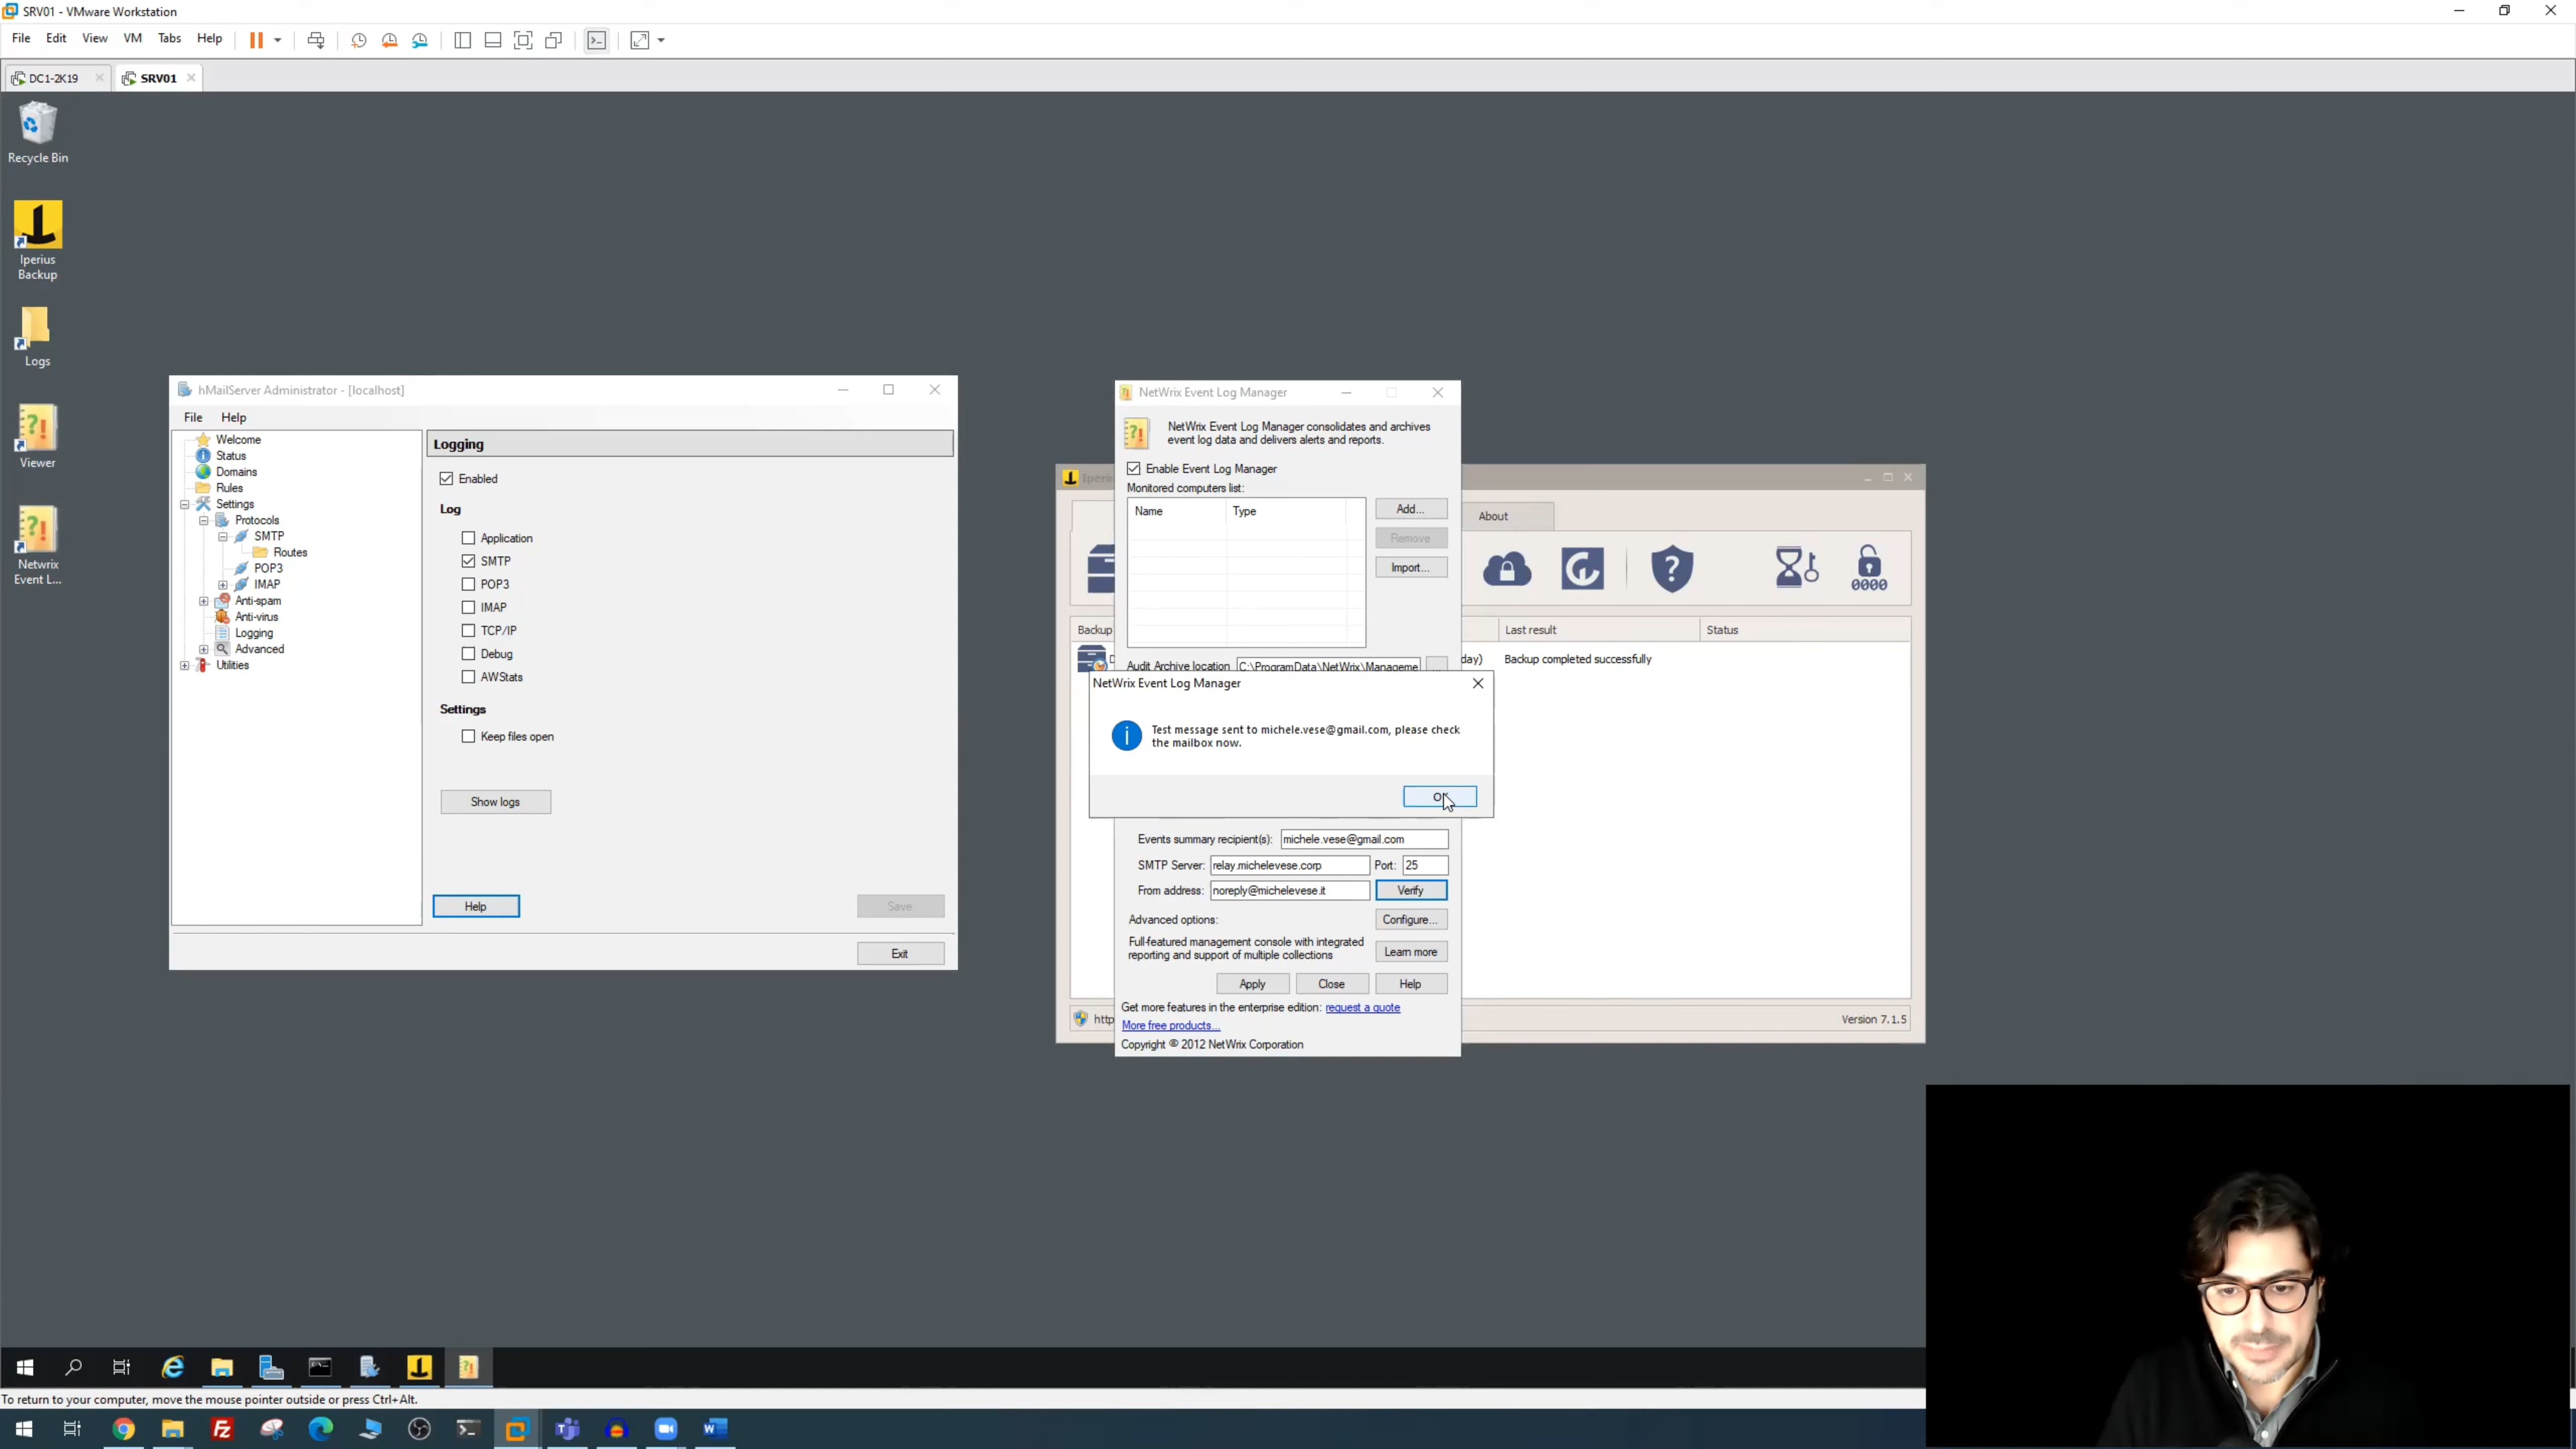 SRV01 - VMware Workstation
File Edit View VM Tabs Help
DC1-2K19 SRV01
Recycle Bin
Iperius
Backup
Logs
Viewer
Netwrix
Event L...
hMailServer Administrator - [localhost]
File Help
Welcome
Status
Domains
Rules
Settings
Protocols
SMTP
Routes
POP3
IMAP
Anti-spam
Anti-virus
Logging
Advanced
Utilities
Logging
Enabled
Log
Application
SMTP
POP3
IMAP
TCP/IP
Debug
AWStats
Settings
Keep files open
Show logs
Help
Save
Exit
NetWrix Event Log Manager
NetWrix Event Log Manager consolidates and archives
event log data and delivers alerts and reports.
Enable Event Log Manager
Monitored computers list:
Name Type
Add...
Remove
Import...
Audit Archive location C:\ProgramData\NetWrix\Manageme ...
NetWrix Event Log Manager
Test message sent to michele.vese@gmail.com, please check
the mailbox now.
OK
Events summary recipient(s): michele.vese@gmail.com
SMTP Server: relay.michelevese.corp Port: 25
From address: noreply@michelevese.it Verify
Advanced options: Configure...
Full-featured management console with integrated
reporting and support of multiple collections
Learn more
Apply Close Help
Get more features in the enterprise edition: request a quote
More free products...
Copyright © 2012 NetWrix Corporation
About
0000
Backup Last result Status
day) Backup completed successfully
http Version 7.1.5
To return to your computer, move the mouse pointer outside or press Ctrl+Alt.